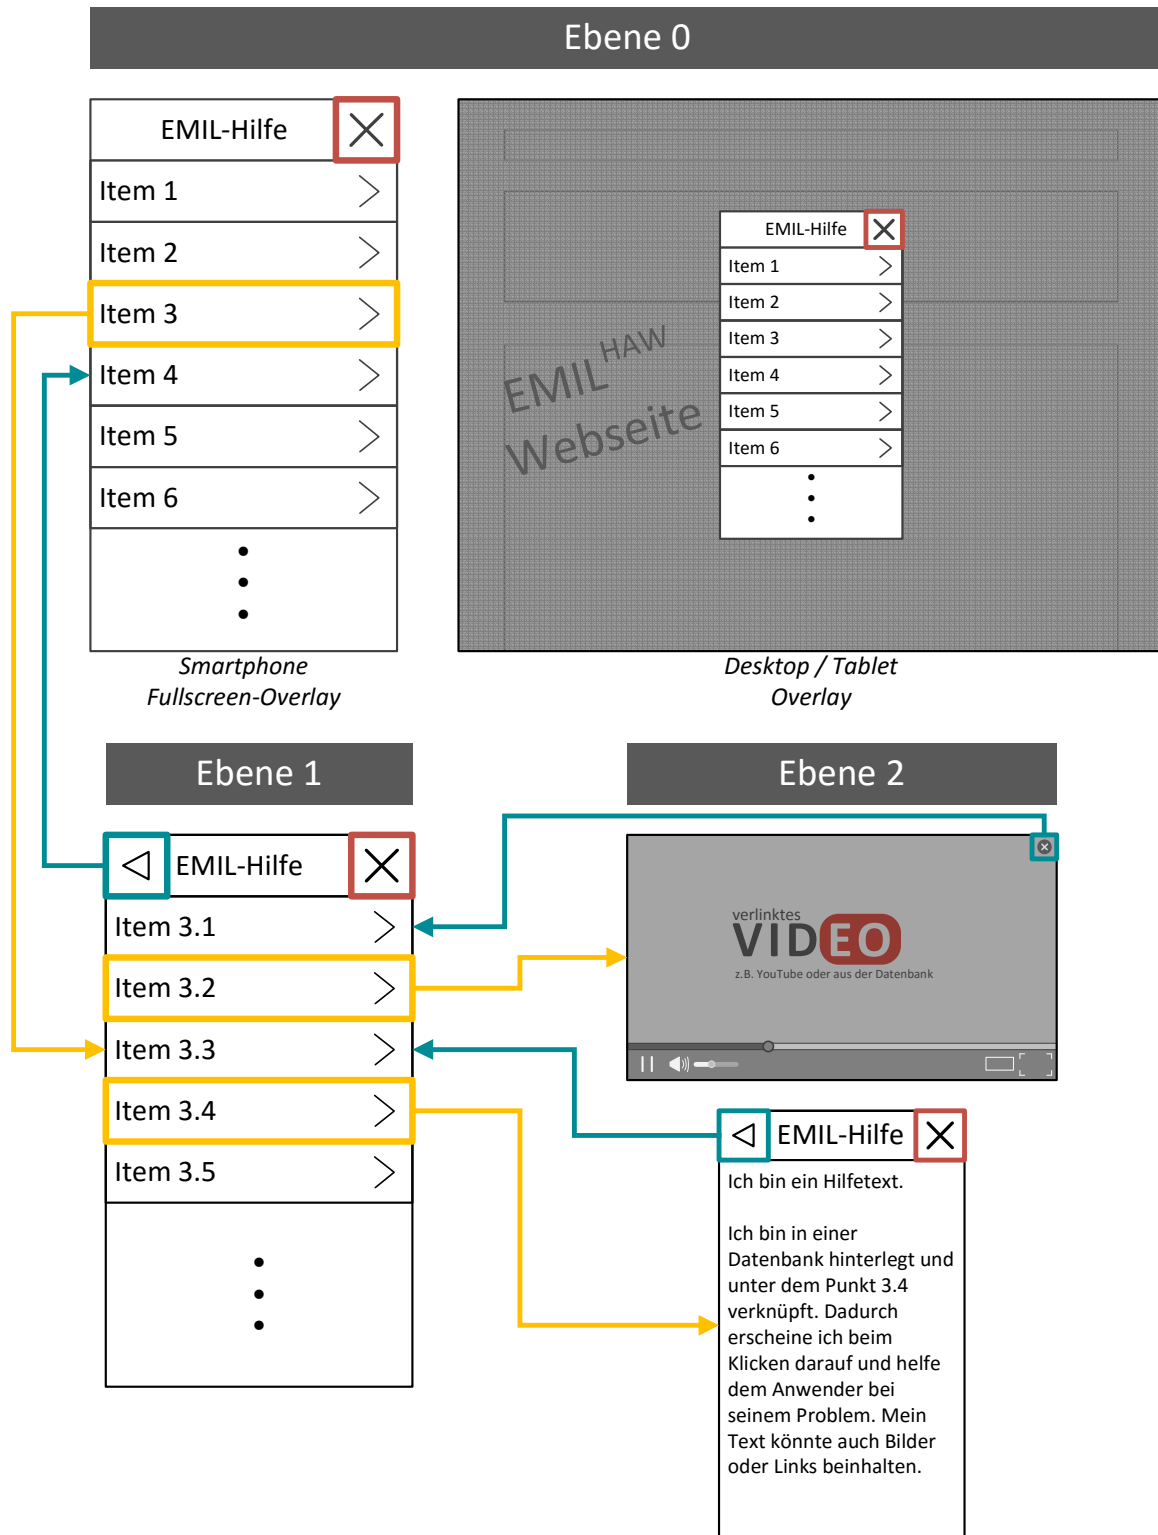 Ebene 0
EMIL-Hilfe
Item 1
Item 2
Item 3
Item 4
Item 5
Item 6
Smartphone
Fullscreen-Overlay
EMIL HAW
Webseite
EMIL-Hilfe
Item 1
Item 2
Item 3
Item 4
Item 5
Item 6
Desktop / Tablet
Overlay
Ebene 1
EMIL-Hilfe
Item 3.1
Item 3.2
Item 3.3
Item 3.4
Item 3.5
Ebene 2
verlinktes
VIDEO
z.B. YouTube oder aus der Datenbank
EMIL-Hilfe
Ich bin ein Hilfetext.
Ich bin in einer
Datenbank hinterlegt und
unter dem Punkt 3.4
verknüpft. Dadurch
erscheine ich beim
Klicken darauf und helfe
dem Anwender bei
seinem Problem. Mein
Text könnte auch Bilder
oder Links beinhalten.